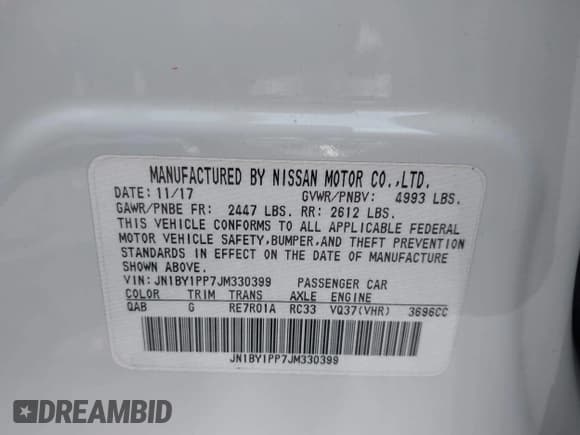 MANUFACTURED BY NISSAN MOTOR CO.,LTD.
DATE: 11/17 GVWR/PNBV: 4993 LBS.
GAWR/PNBE FR: 2447 LBS. RR: 2612 LBS.
THIS VEHICLE CONFORMS TO ALL APPLICABLE FEDERAL
MOTOR VEHICLE SAFETY,BUMPER,AND THEFT PREVENTION
STANDARDS IN EFFECT ON THE DATE OF MANUFACTURE
SHOWN ABOVE.
VIN: JN1BY1PP7JM330399 PASSENGER CAR
COLOR TRIM TRANS AXLE ENGINE
QAB G RE7R01A RC33 VQ37(VHR) 3696CC
JN1BY1PP7JM330399
DREAMBID